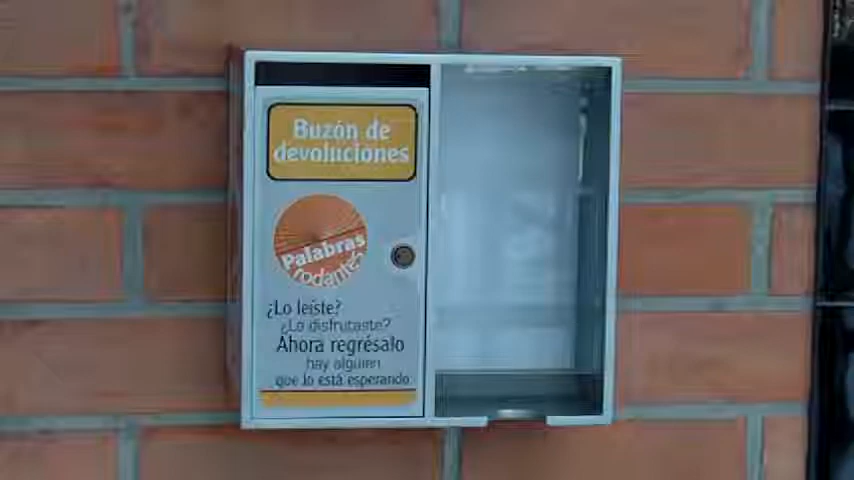 Buzón de
devoluciones
Palabras
rodantes
¿Lo leíste?
¿Lo disfrutaste?
Ahora regrésalo
hay alguien
que lo está esperando